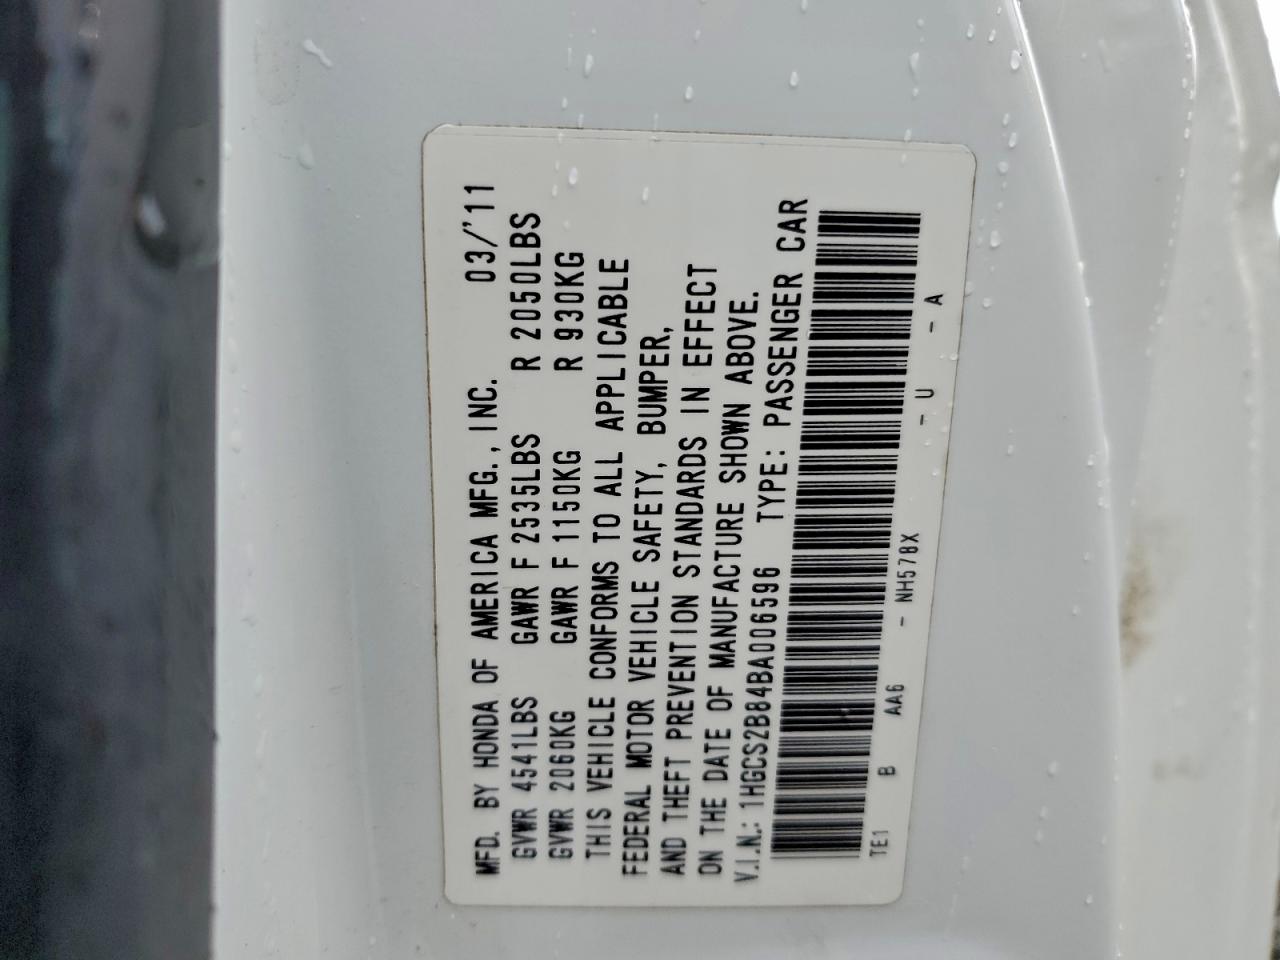 MFD. BY HONDA OF AMERICA MFG., INC. 03/'11
GVWR 4541LBS GAWR F 2535LBS R 2050LBS
GVWR 2060KG GAWR F 1150KG R 930KG
THIS VEHICLE CONFORMS TO ALL APPLICABLE
FEDERAL MOTOR VEHICLE SAFETY, BUMPER,
AND THEFT PREVENTION STANDARDS IN EFFECT
ON THE DATE OF MANUFACTURE SHOWN ABOVE.
V.I.N.: 1HGCS2B84BA006596 TYPE: PASSENGER CAR
TE1 B AA6 - NH578X - U - A